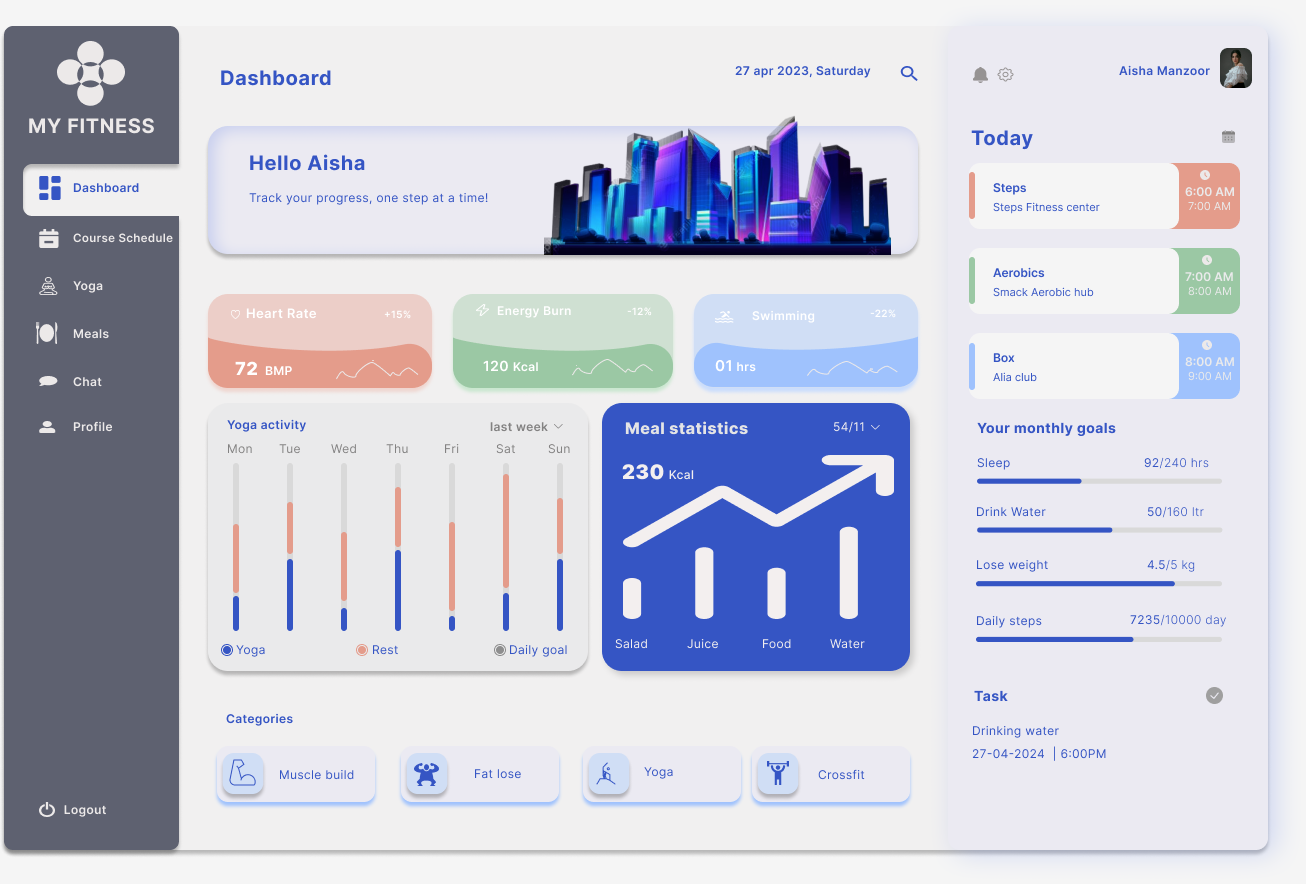 MY FITNESS
Dashboard
Course Schedule
Yoga
Meals
Chat
Profile
Logout
Dashboard
27 apr 2023, Saturday
Hello Aisha
Track your progress, one step at a time!
Heart Rate
+15%
72 BMP
Energy Burn
-12%
120 Kcal
Swimming
-22%
01 hrs
Yoga activity
last week
Mon Tue Wed Thu Fri Sat Sun
Yoga Rest Daily goal
Meal statistics
54/11
230 Kcal
Salad Juice Food Water
Categories
Muscle build
Fat lose
Yoga
Crossfit
Aisha Manzoor
Today
Steps
Steps Fitness center
6:00 AM
7:00 AM
Aerobics
Smack Aerobic hub
7:00 AM
8:00 AM
Box
Alia club
8:00 AM
9:00 AM
Your monthly goals
Sleep 92/240 hrs
Drink Water 50/160 ltr
Lose weight 4.5/5 kg
Daily steps 7235/10000 day
Task
Drinking water
27-04-2024 | 6:00PM